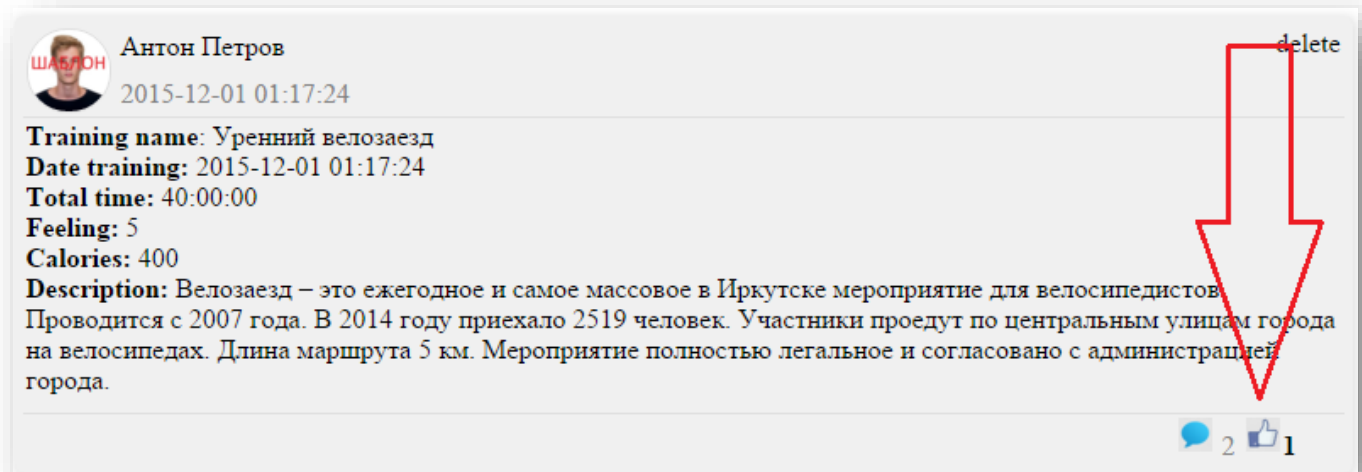 ШАБЛОН
Антон Петров
delete
2015-12-01 01:17:24
Training name: Уренний велозаезд
Date training: 2015-12-01 01:17:24
Total time: 40:00:00
Feeling: 5
Calories: 400
Description: Велозаезд – это ежегодное и самое массовое в Иркутске мероприятие для велосипедистов.
Проводится с 2007 года. В 2014 году приехало 2519 человек. Участники проедут по центральным улицам города
на велосипедах. Длина маршрута 5 км. Мероприятие полностью легальное и согласовано с администрацией
города.
2 1